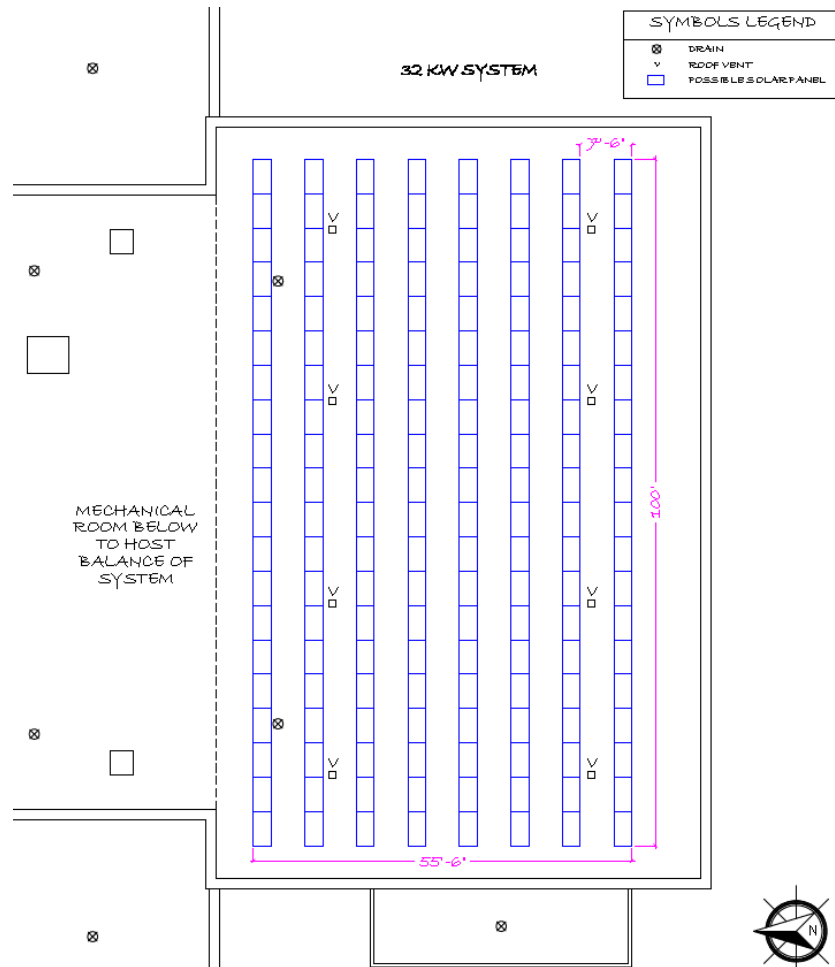 SYMBOLS LEGEND
DRAIN
V ROOF VENT
POSSIBLE SOLAR PANEL
32 KW SYSTEM
7'-6"
V V
V V
100'
MECHANICAL
ROOM BELOW
TO HOST
BALANCE OF
SYSTEM
V V
V V
55'-6"
N